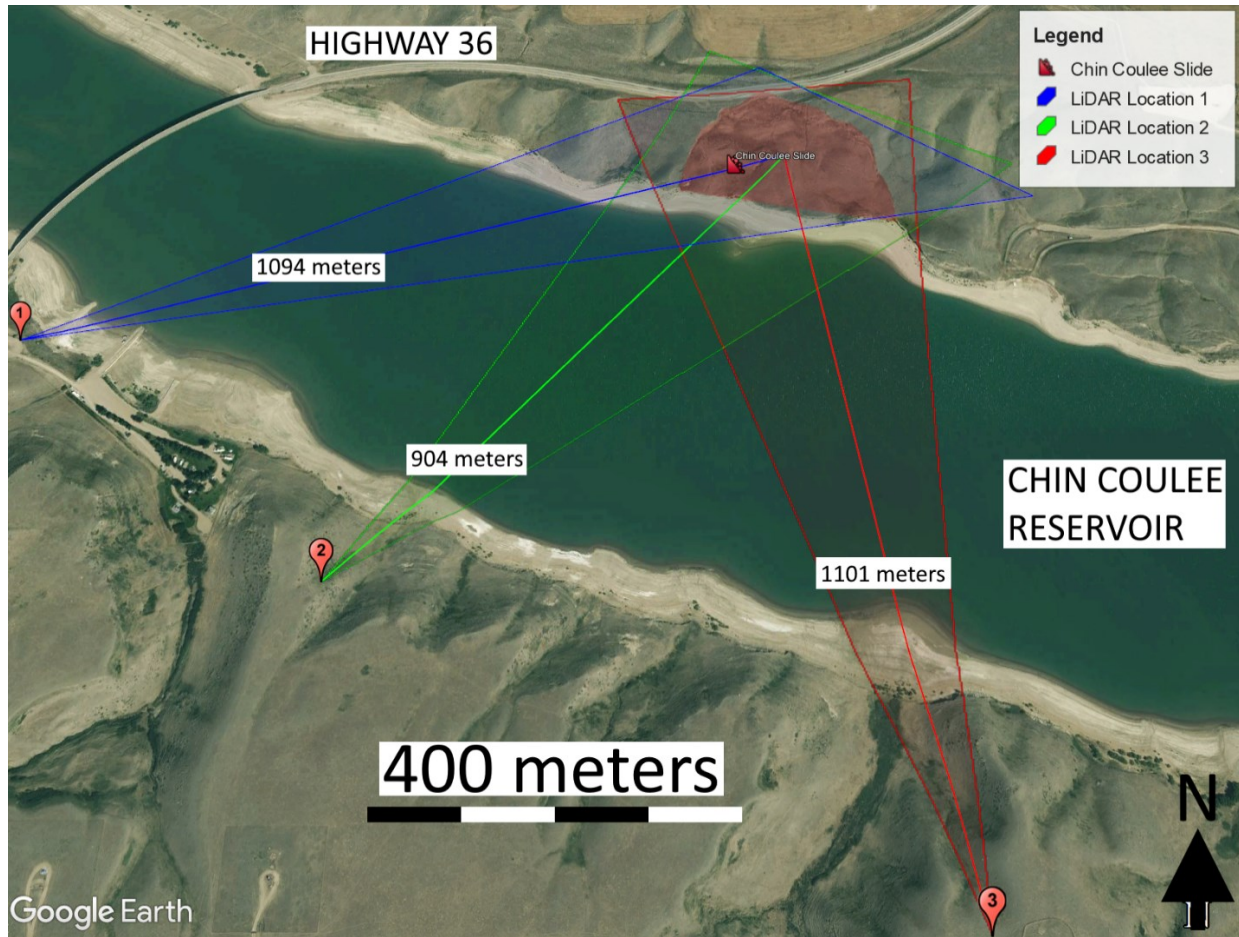 HIGHWAY 36
Legend
Chin Coulee Slide
LiDAR Location 1
LiDAR Location 2
LiDAR Location 3
Chin Coulee Slide
1094 meters
1
904 meters
2
CHIN COULEE
RESERVOIR
1101 meters
400 meters
N
3
Google Earth